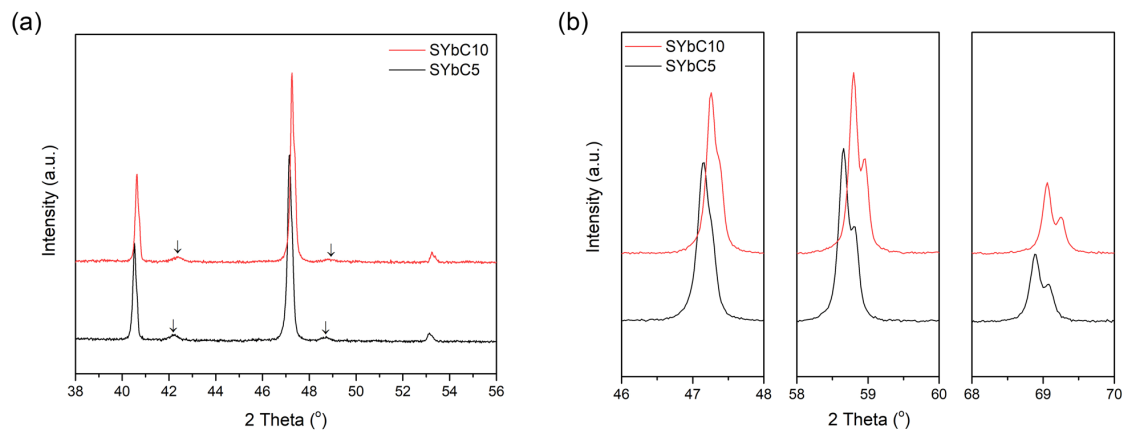 (a)
SYbC10
SYbC5
Intensity (a.u.)
38 40 42 44 46 48 50 52 54 56
2 Theta (°)
(b)
SYbC10
SYbC5
Intensity (a.u.)
46 47 48 58 59 60 68 69 70
2 Theta (°)